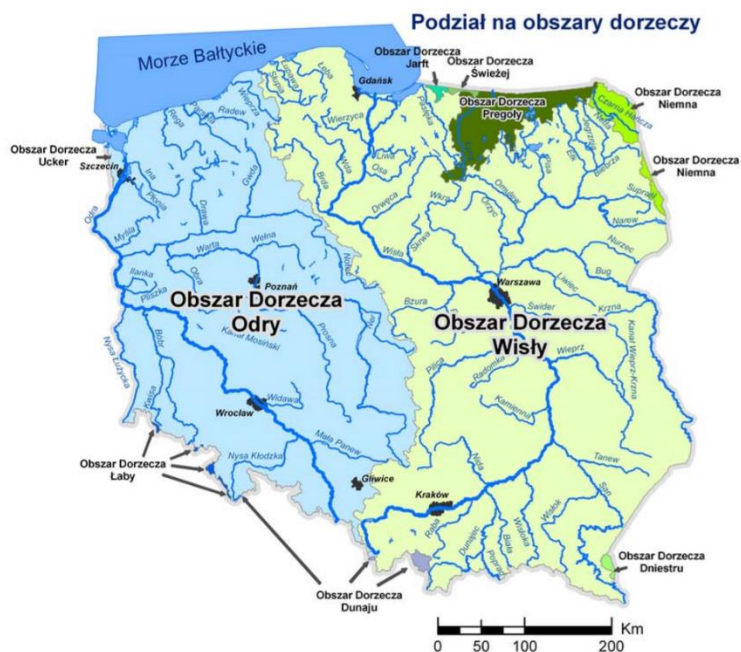 Podział na obszary dorzeczy
Morze Bałtyckie
Obszar Dorzecza
Jarft
Obszar Dorzecza
Świeżej
Obszar Dorzecza
Pregoły
Obszar Dorzecza
Niemna
Obszar Dorzecza
Niemna
Obszar Dorzecza
Ucker
Szczecin
Gdańsk
Łeba
Łupawa
Słupia
Wieprza
Parsęta
Radew
Rega
Ina
Płonia
Drawa
Gwda
Odra
Myśla
Wierzyca
Wda
Brda
Liwa
Osa
Pasłęka
Drwęca
Skrwa
Wkra
Orzyc
Omulew
Pisa
Ełk
Biebrza
Netta
Czarna Hańcza
Supraśl
Narew
Nurzec
Bug
Liwiec
Krzna
Kanał Wieprz-Krzna
Świder
Wisła
Warszawa
Warta
Wełna
Noteć
Ilanka
Pliszka
Obra
Poznań
Obszar Dorzecza
Odry
Kanał Mosiński
Prosna
Ner
Bzura
Obszar Dorzecza
Wisły
Pilica
Radomka
Wieprz
Kamienna
Nysa Łużycka
Bóbr
Kwisa
Wrocław
Widawa
Mała Panew
Nysa Kłodzka
Gliwice
Nida
Kraków
Raba
Dunajec
Poprad
Biała
Wisłoka
Wisłok
San
Tanew
Obszar Dorzecza
Łaby
Obszar Dorzecza
Dunaju
Obszar Dorzecza
Dniestru
Km
0 50 100 200